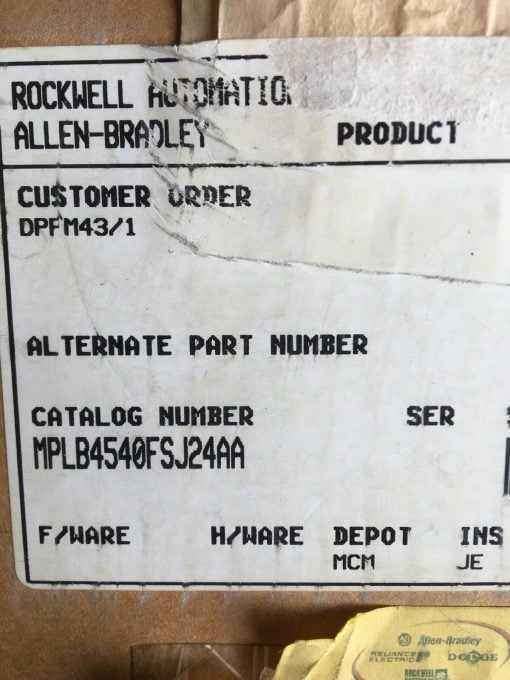 ROCKWELL AUTOMATION
ALLEN-BRADLEY PRODUCT
CUSTOMER ORDER
DPFM43/1
ALTERNATE PART NUMBER
CATALOG NUMBER SER
MPLB4540FSJ24AA
F/WARE H/WARE DEPOT INS
MCM JE
Allen-Bradley
RELIANCE ELECTRIC DODGE
ROCKWELL